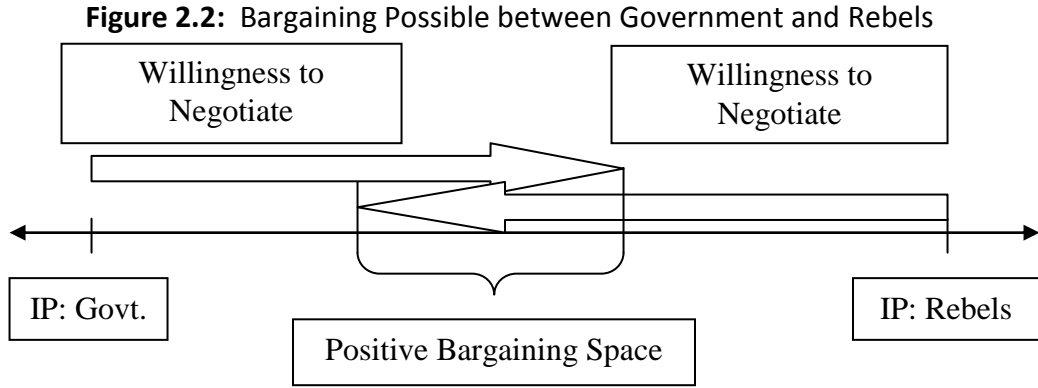 Figure 2.2: Bargaining Possible between Government and Rebels
Willingness to
Negotiate
Willingness to
Negotiate
IP: Govt.
IP: Rebels
Positive Bargaining Space